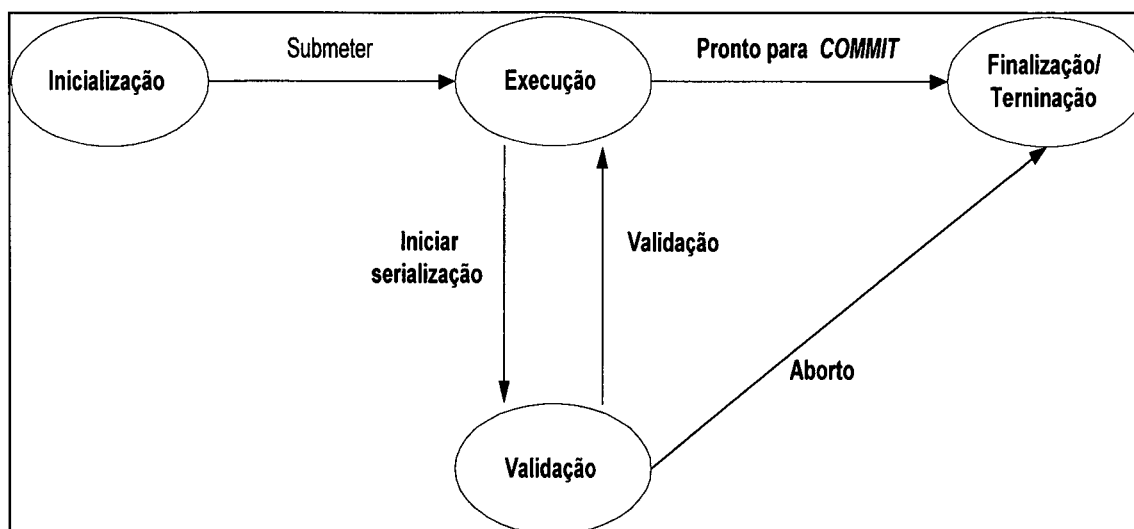 Submeter
Pronto para COMMIT
Inicialização
Execução
Finalização/
Terninação
Iniciar
serialização
Validação
Aborto
Validação